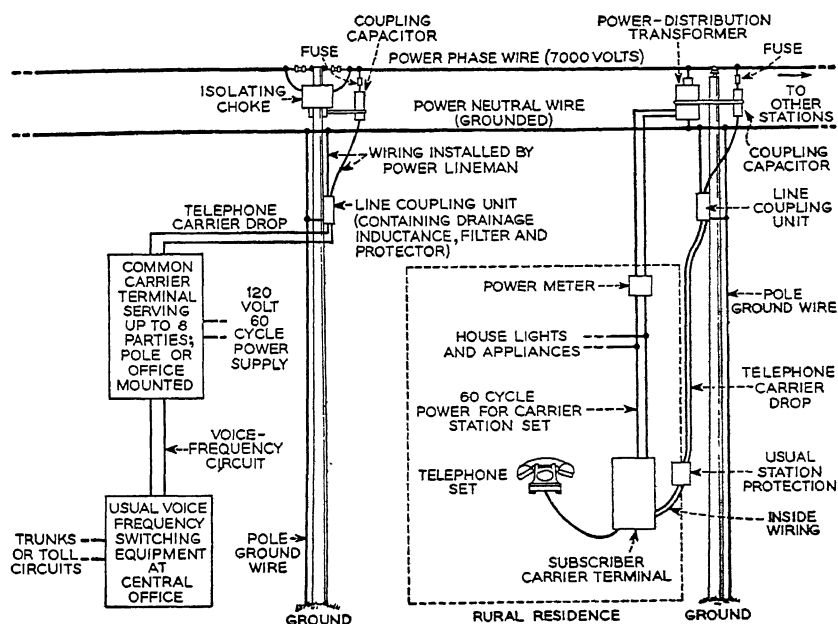 COUPLING
CAPACITOR
FUSE
POWER PHASE WIRE (7000 VOLTS)
POWER-DISTRIBUTION
TRANSFORMER
FUSE
ISOLATING
CHOKE
POWER NEUTRAL WIRE
(GROUNDED)
TO
OTHER
STATIONS
COUPLING
CAPACITOR
WIRING INSTALLED BY
POWER LINEMAN
TELEPHONE
CARRIER DROP
LINE COUPLING UNIT
(CONTAINING DRAINAGE
INDUCTANCE, FILTER AND
PROTECTOR)
LINE
COUPLING
UNIT
COMMON
CARRIER
TERMINAL
SERVING
UP TO 8
PARTIES;
POLE OR
OFFICE
MOUNTED
120
VOLT
60
CYCLE
POWER
SUPPLY
POWER METER
POLE
GROUND WIRE
HOUSE LIGHTS
AND APPLIANCES
TELEPHONE
CARRIER
DROP
60 CYCLE
POWER FOR CARRIER
STATION SET
VOICE-
FREQUENCY
CIRCUIT
TELEPHONE
SET
USUAL
STATION
PROTECTION
USUAL VOICE
FREQUENCY
SWITCHING
EQUIPMENT
AT
CENTRAL
OFFICE
TRUNKS
OR TOLL
CIRCUITS
POLE
GROUND
WIRE
INSIDE
WIRING
SUBSCRIBER
CARRIER TERMINAL
GROUND
RURAL RESIDENCE
GROUND